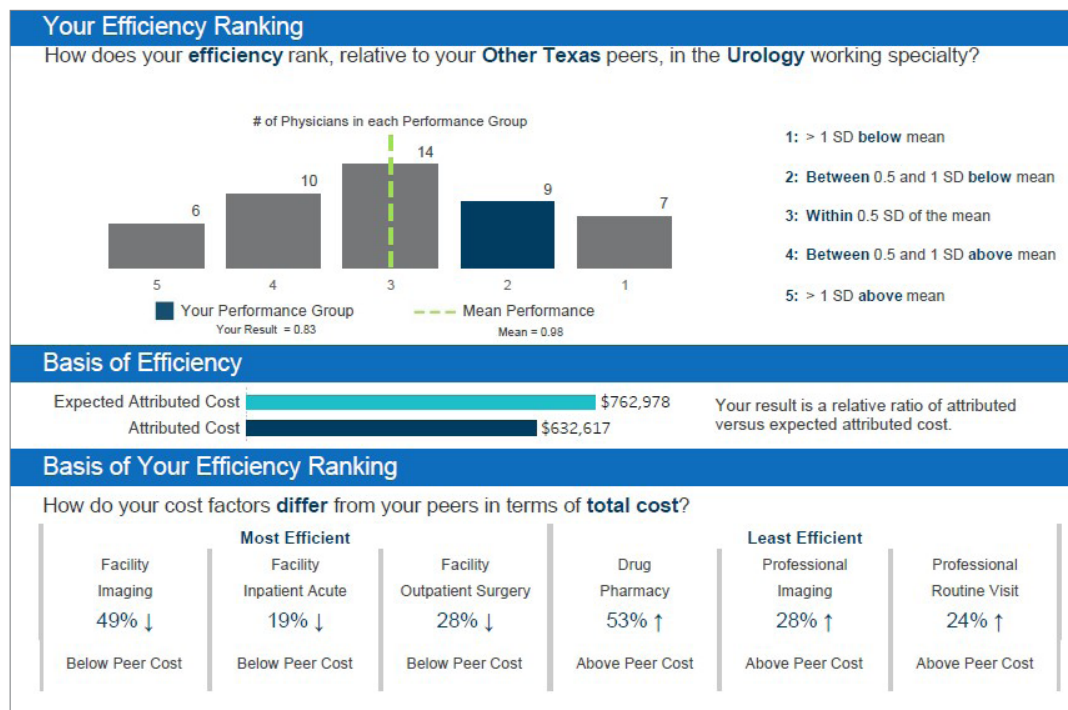 Your Efficiency Ranking
How does your efficiency rank, relative to your Other Texas peers, in the Urology working specialty?
# of Physicians in each Performance Group
6
10
14
9
7
5
4
3
2
1
Your Performance Group
Your Result = 0.83
Mean Performance
Mean = 0.98
1: > 1 SD below mean
2: Between 0.5 and 1 SD below mean
3: Within 0.5 SD of the mean
4: Between 0.5 and 1 SD above mean
5: > 1 SD above mean
Basis of Efficiency
Expected Attributed Cost $762,978
Attributed Cost $632,617
Your result is a relative ratio of attributed
versus expected attributed cost.
Basis of Your Efficiency Ranking
How do your cost factors differ from your peers in terms of total cost?
Most Efficient
Facility
Imaging
49% ↓
Below Peer Cost
Facility
Inpatient Acute
19% ↓
Below Peer Cost
Facility
Outpatient Surgery
28% ↓
Below Peer Cost
Least Efficient
Drug
Pharmacy
53% ↑
Above Peer Cost
Professional
Imaging
28% ↑
Above Peer Cost
Professional
Routine Visit
24% ↑
Above Peer Cost